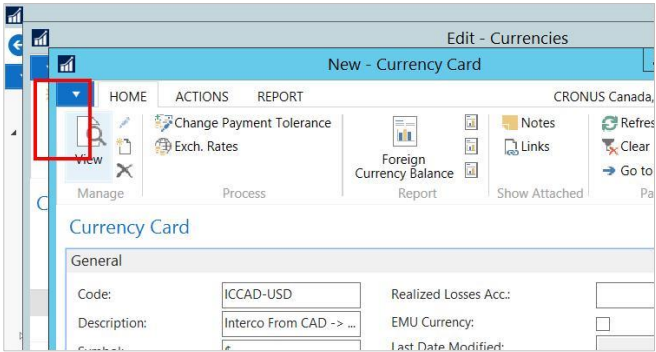 Edit - Currencies
New - Currency Card
HOME ACTIONS REPORT CRONUS Canada,
View
Change Payment Tolerance
Exch. Rates
Foreign
Currency Balance
Notes
Links
Refres
Clear
Go to
Manage Process Report Show Attached Pa
Currency Card
General
Code: ICCAD-USD Realized Losses Acc.:
Description: Interco From CAD -> ... EMU Currency:
Symbol: $ Last Date Modified: